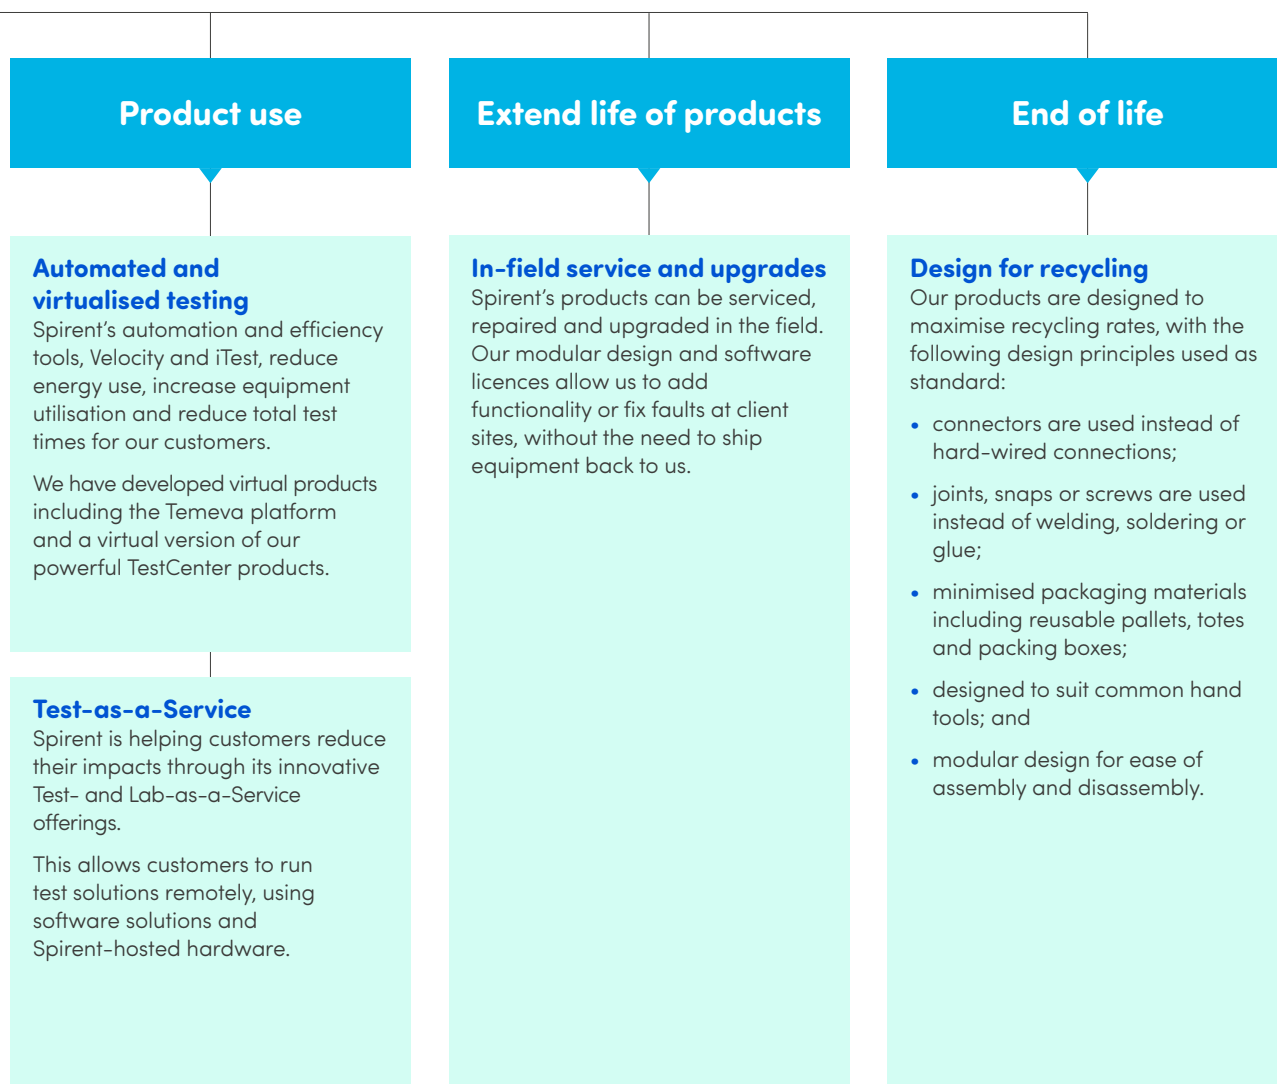 Product use
Automated and
virtualised testing
Spirent's automation and efficiency
tools, Velocity and iTest, reduce
energy use, increase equipment
utilisation and reduce total test
times for our customers.
We have developed virtual products
including the Temeva platform
and a virtual version of our
powerful TestCenter products.
Test-as-a-Service
Spirent is helping customers reduce
their impacts through its innovative
Test- and Lab-as-a-Service
offerings.
This allows customers to run
test solutions remotely, using
software solutions and
Spirent-hosted hardware.
Extend life of products
In-field service and upgrades
Spirent's products can be serviced,
repaired and upgraded in the field.
Our modular design and software
licences allow us to add
functionality or fix faults at client
sites, without the need to ship
equipment back to us.
End of life
Design for recycling
Our products are designed to
maximise recycling rates, with the
following design principles used as
standard:
• connectors are used instead of
hard-wired connections;
• joints, snaps or screws are used
instead of welding, soldering or
glue;
• minimised packaging materials
including reusable pallets, totes
and packing boxes;
• designed to suit common hand
tools; and
• modular design for ease of
assembly and disassembly.